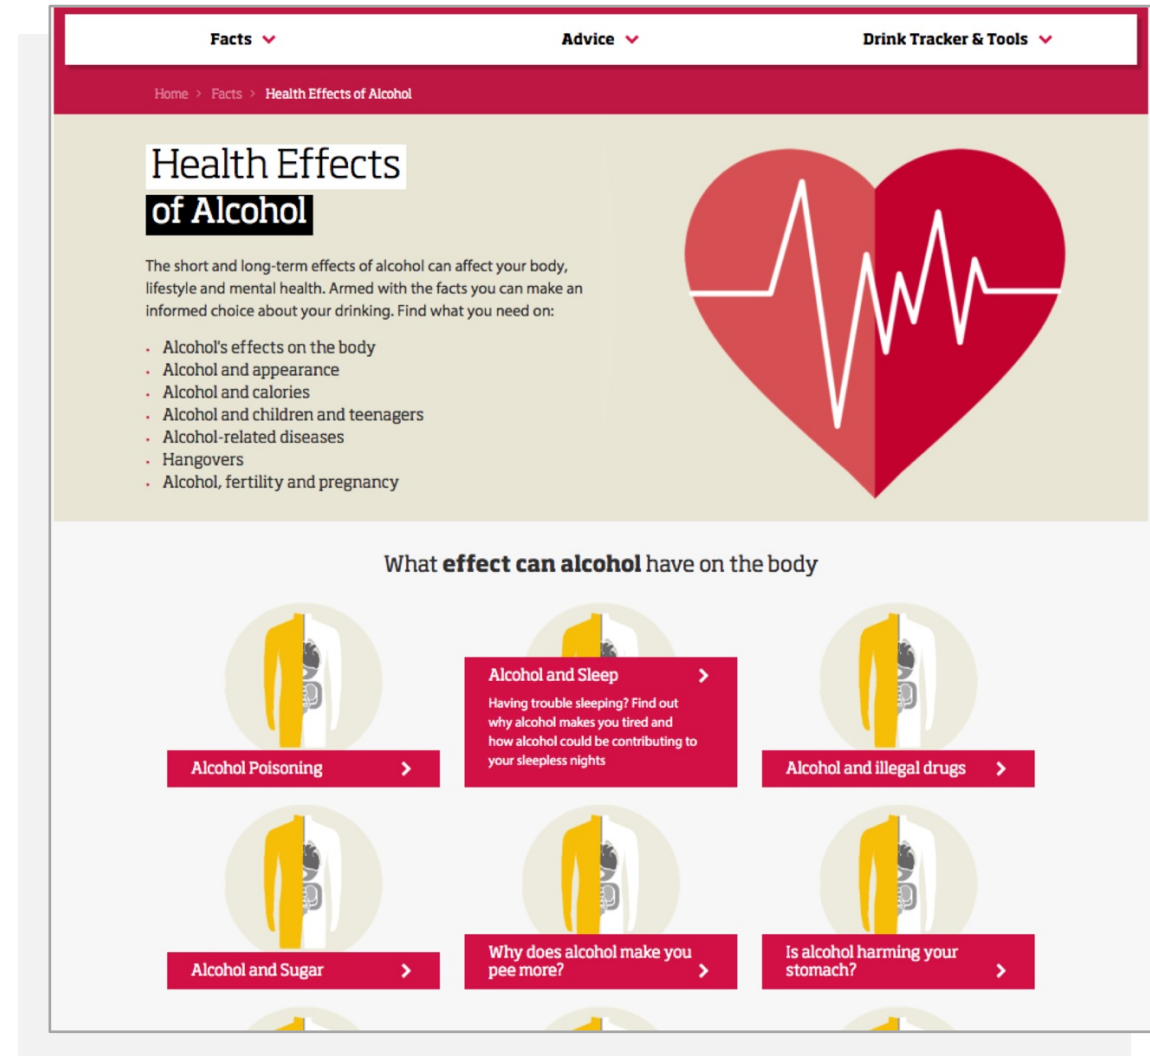 Facts
Advice
Drink Tracker & Tools
Home > Facts > Health Effects of Alcohol
Health Effects
of Alcohol
The short and long-term effects of alcohol can affect your body,
lifestyle and mental health. Armed with the facts you can make an
informed choice about your drinking. Find what you need on:
Alcohol's effects on the body
Alcohol and appearance
Alcohol and calories
Alcohol and children and teenagers
Alcohol-related diseases
Hangovers
Alcohol, fertility and pregnancy
What effect can alcohol have on the body
Alcohol Poisoning
Alcohol and Sleep
Having trouble sleeping? Find out
why alcohol makes you tired and
how alcohol could be contributing to
your sleepless nights
Alcohol and illegal drugs
Alcohol and Sugar
Why does alcohol make you
pee more?
Is alcohol harming your
stomach?